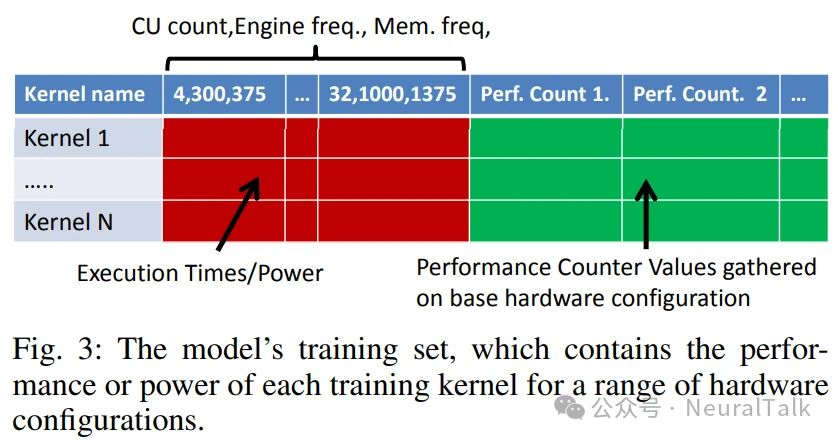 CU count,Engine freq., Mem. freq,
Kernel name 4,300,375 ... 32,1000,1375 Perf. Count 1. Perf. Count. 2 ...
Kernel 1
.....
Kernel N
Execution Times/Power
Performance Counter Values gathered
on base hardware configuration
Fig. 3: The model's training set, which contains the perfor-
mance or power of each training kernel for a range of hardware
configurations.
公众号 · NeuralTalk